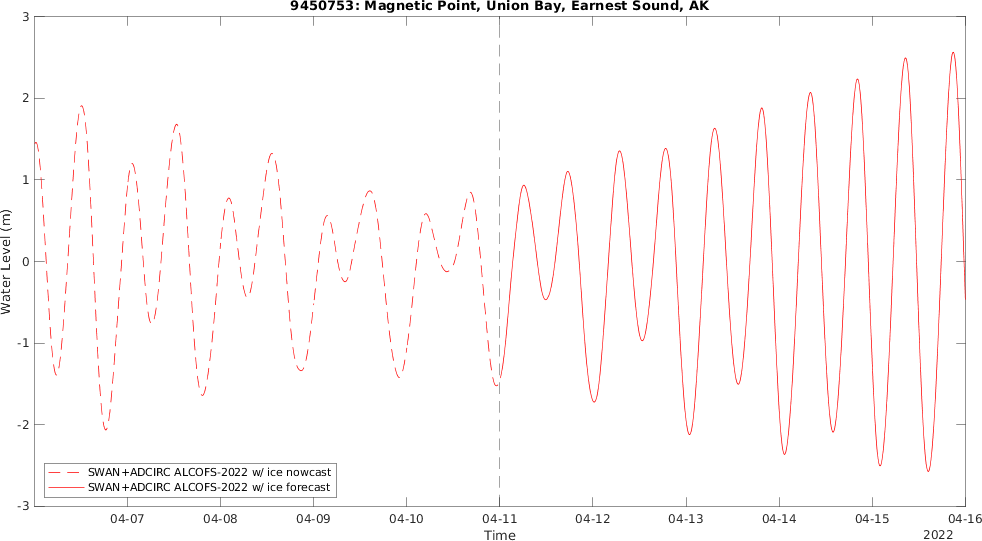 9450753: Magnetic Point, Union Bay, Earnest Sound, AK
3
2
1
0
-1
-2
-3
Water Level (m)
SWAN+ADCIRC ALCOFS-2022 w/ ice nowcast
SWAN+ADCIRC ALCOFS-2022 w/ ice forecast
04-07 04-08 04-09 04-10 04-11 04-12 04-13 04-14 04-15 04-16
Time
2022